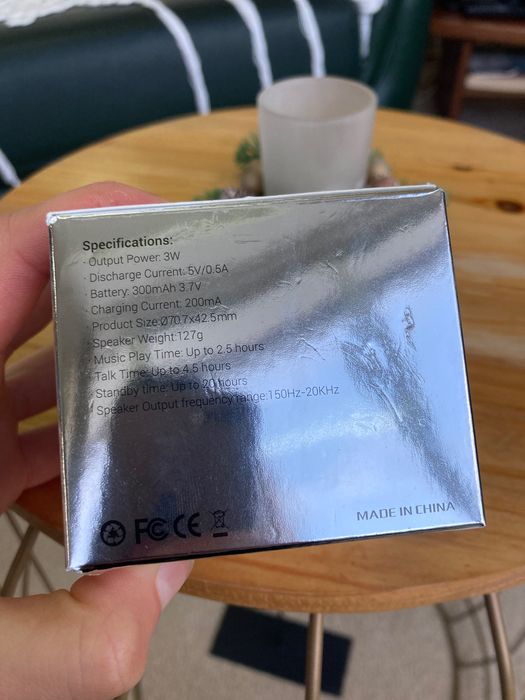 Specifications:
· Output Power: 3W
· Discharge Current: 5V/0.5A
· Battery: 300mAh 3.7V
· Charging Current: 200mA
· Product Size Ø70.7x42.5mm
· Speaker Weight:127g
· Music Play Time: Up to 2.5 hours
· Talk Time: Up to 4.5 hours
· Standby time: Up to 20 hours
· Speaker Output frequency range:150Hz-20KHz
FC CE
MADE IN CHINA